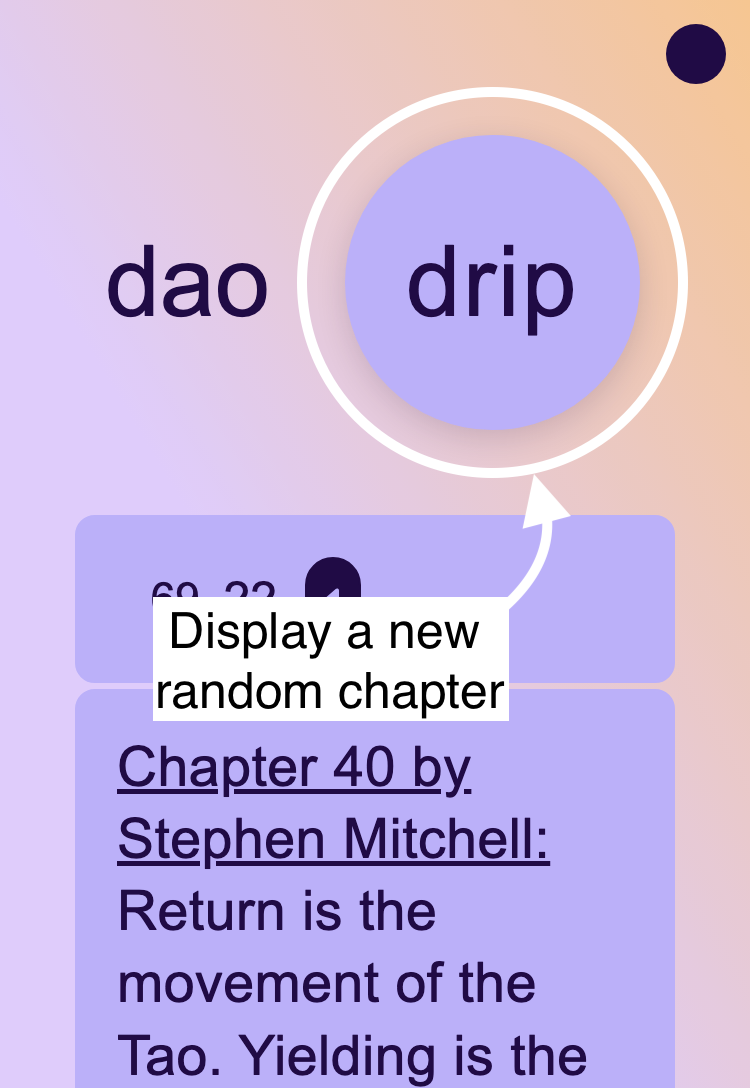 dao drip
Display a new
random chapter
Chapter 40 by
Stephen Mitchell:
Return is the
movement of the
Tao. Yielding is the